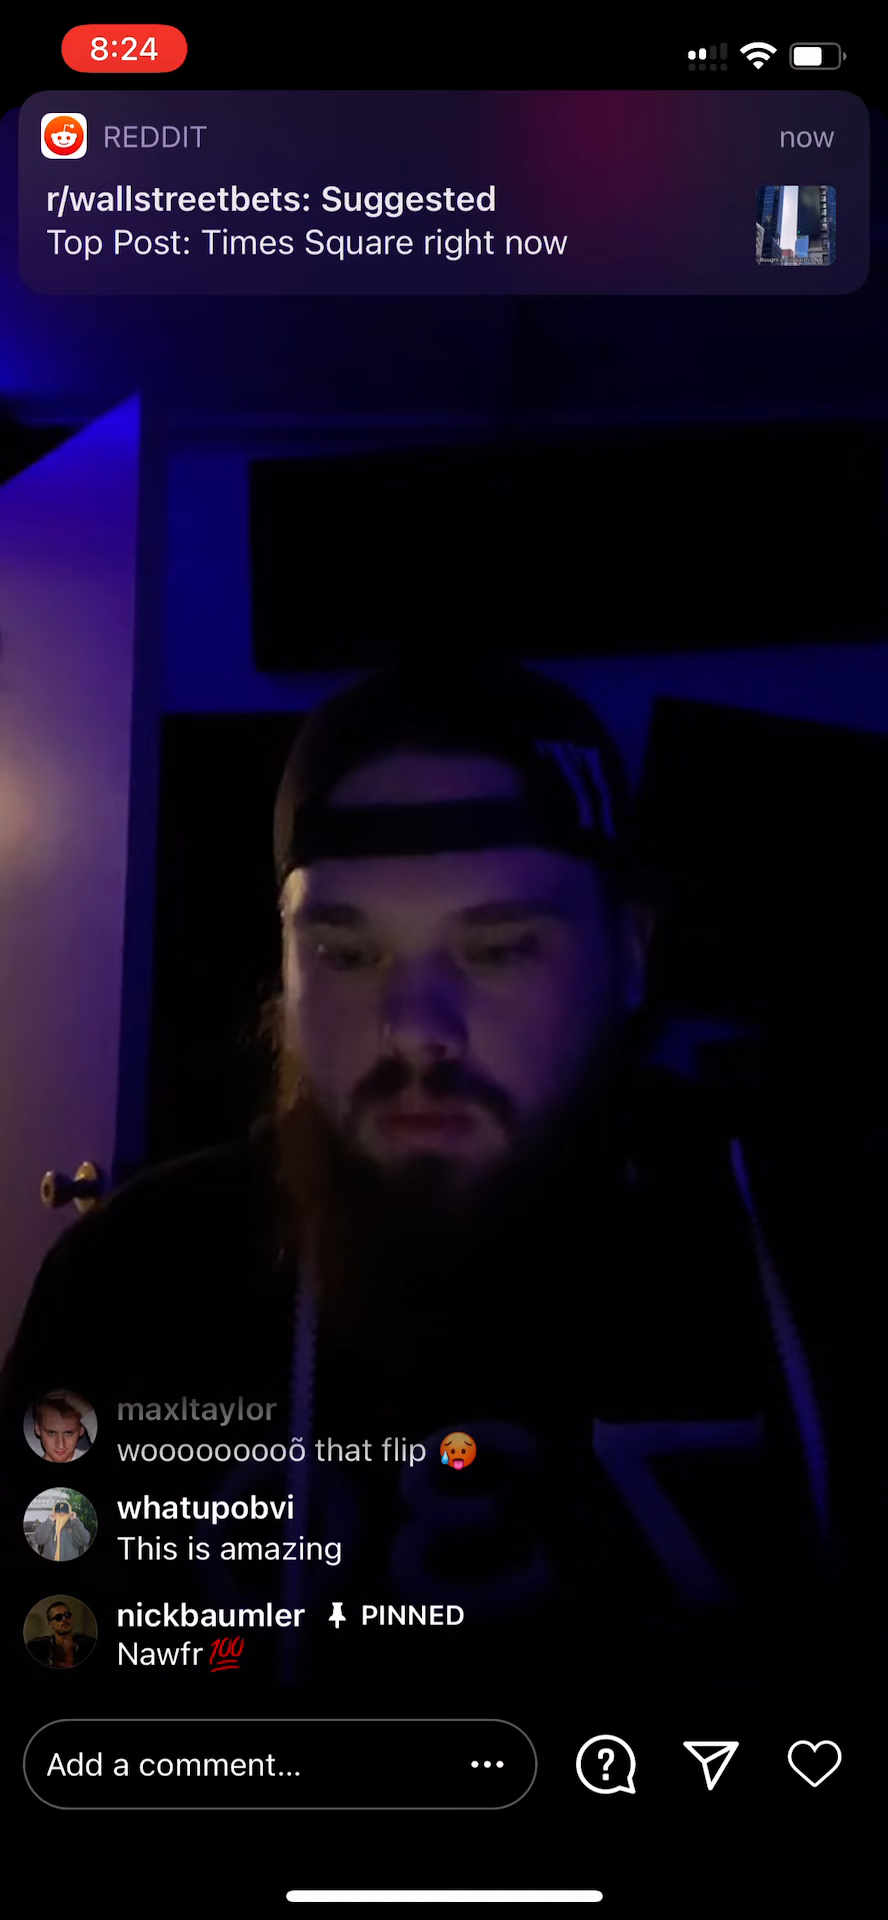 8:24
REDDIT now
r/wallstreetbets: Suggested
Top Post: Times Square right now
maxltaylor
wooooooooõ that flip 🥵
whatupobvi
This is amazing
nickbaumler PINNED
Nawfr 💯
Add a comment...